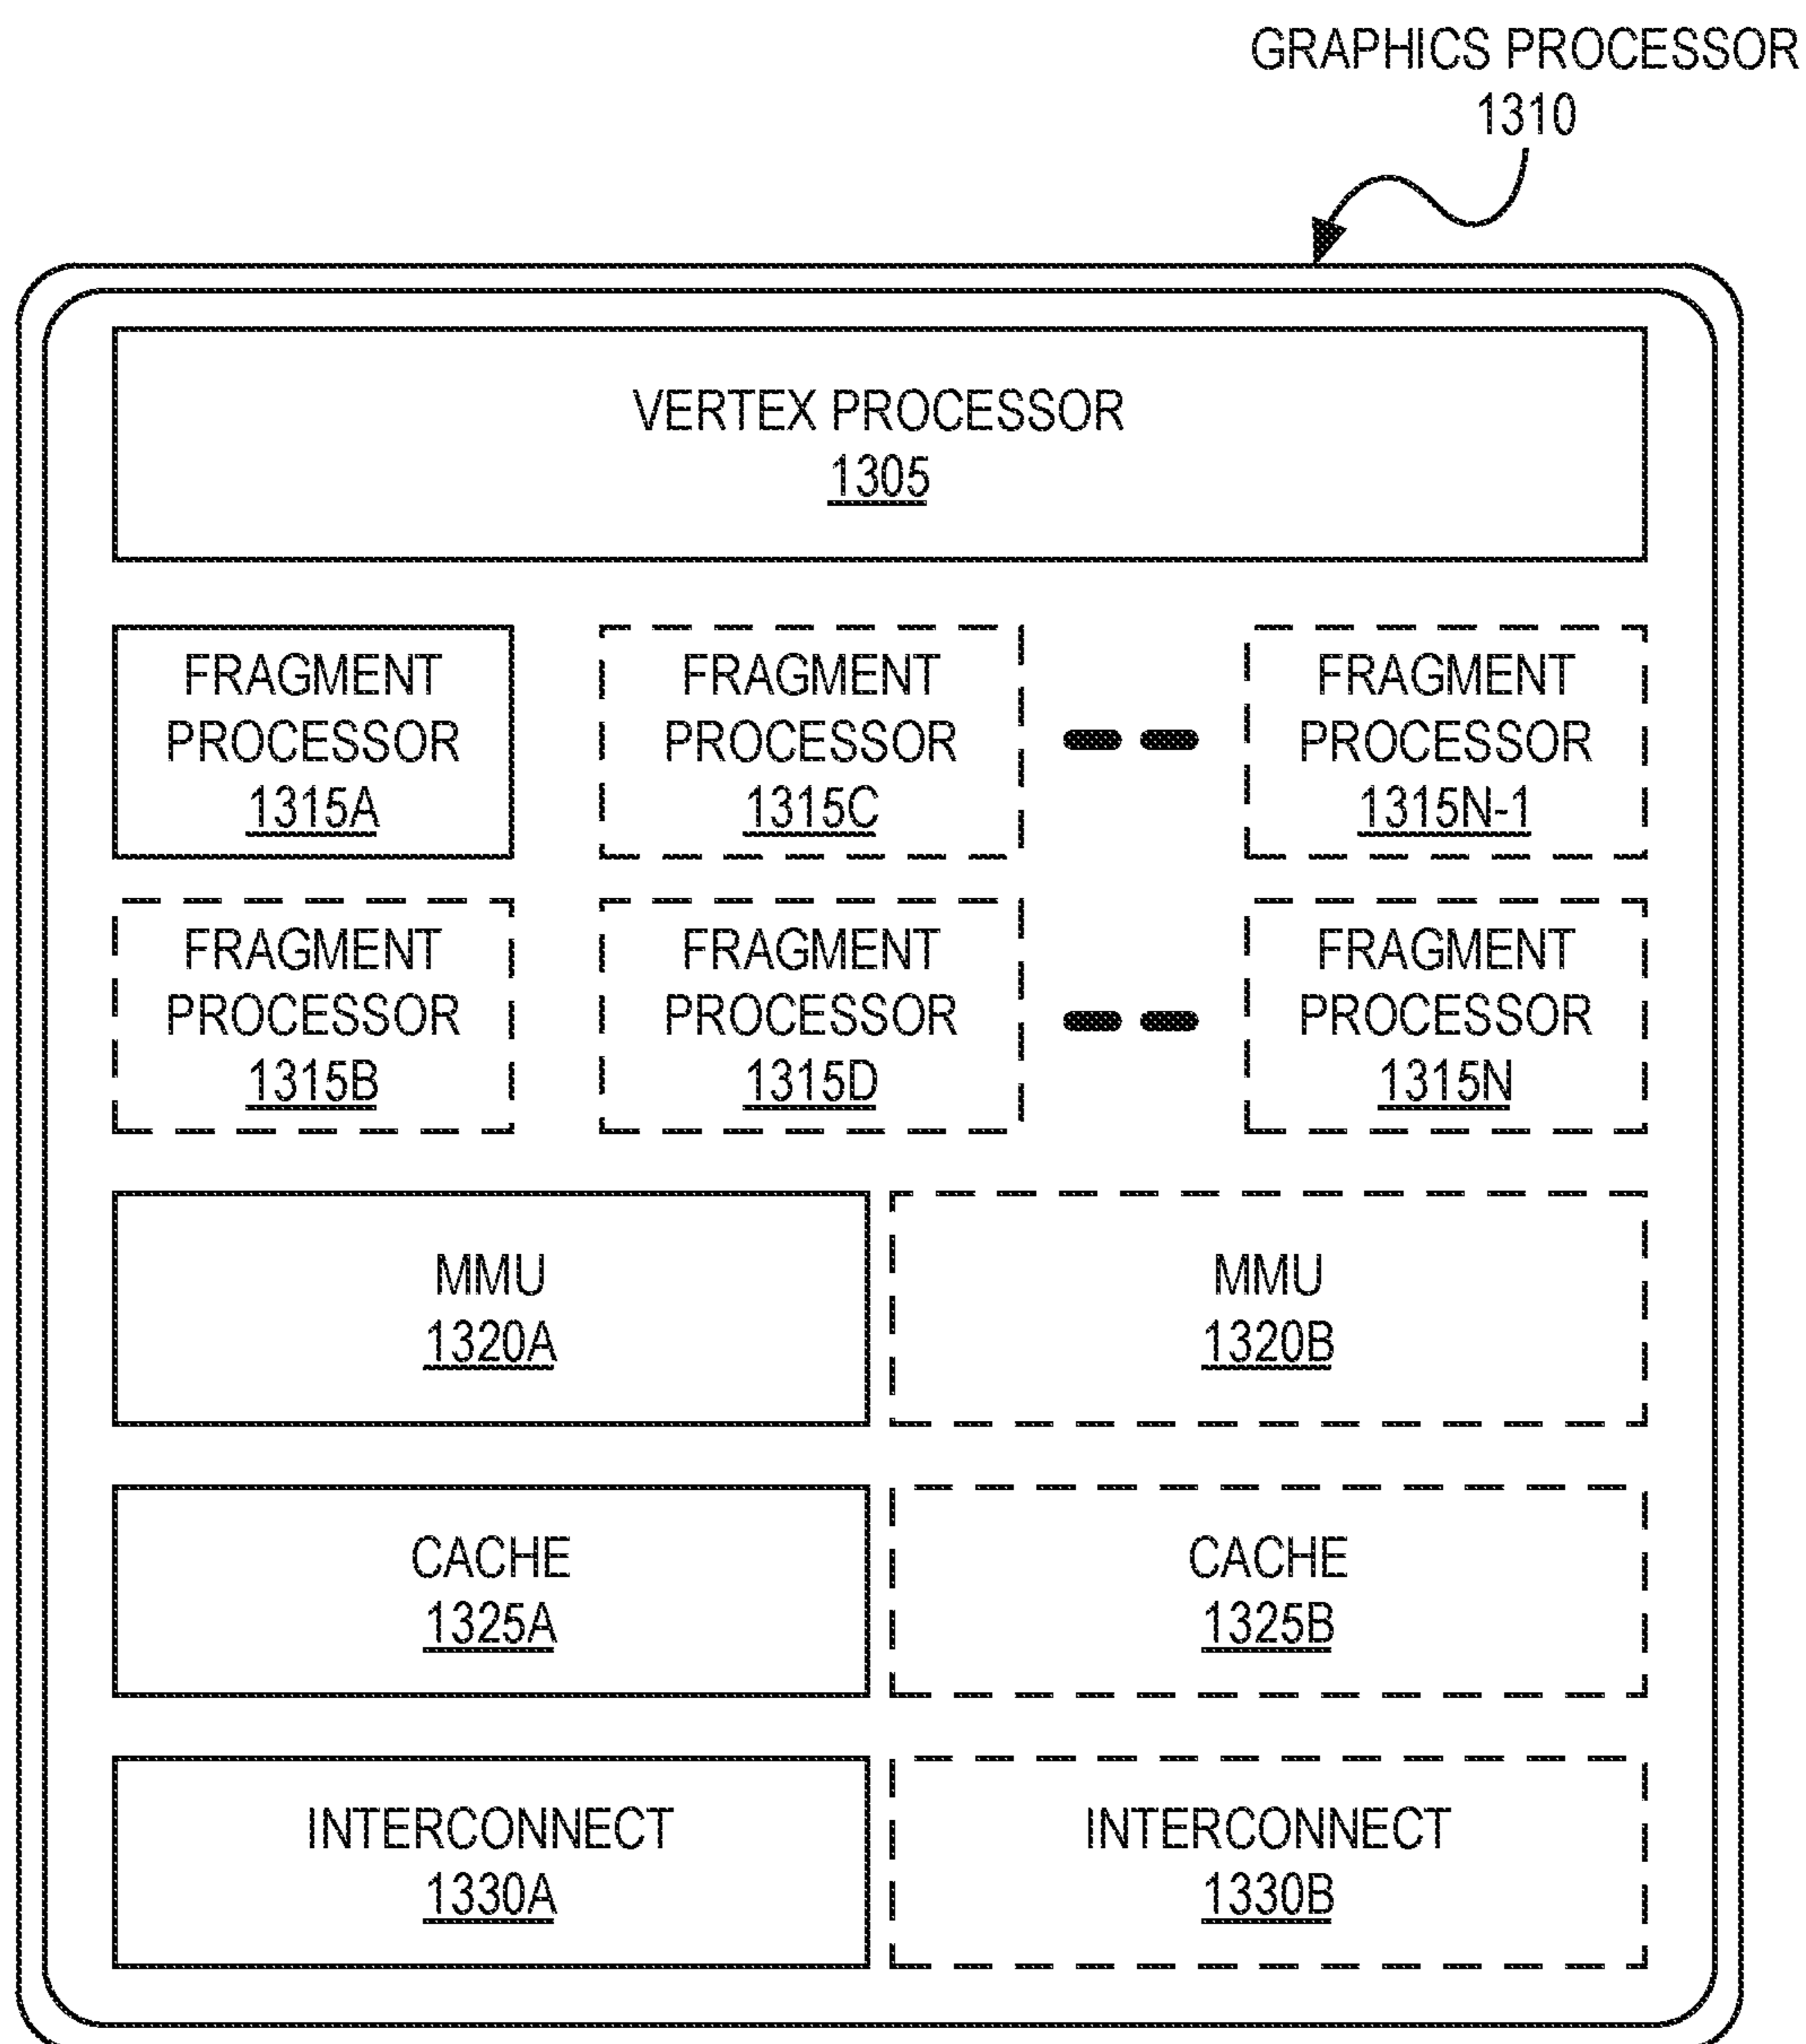 GRAPHICS PROCESSOR
1310
VERTEX PROCESSOR
1305
FRAGMENT
PROCESSOR
1315A
FRAGMENT
PROCESSOR
1315C
FRAGMENT
PROCESSOR
1315N-1
FRAGMENT
PROCESSOR
1315B
FRAGMENT
PROCESSOR
1315D
FRAGMENT
PROCESSOR
1315N
MMU
1320A
MMU
1320B
CACHE
1325A
CACHE
1325B
INTERCONNECT
1330A
INTERCONNECT
1330B